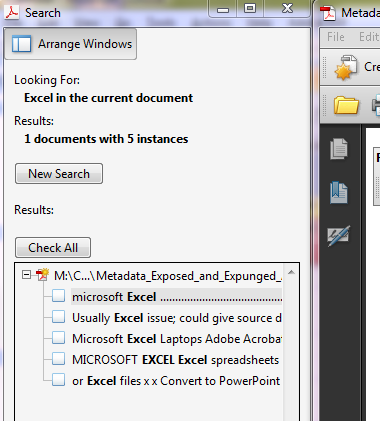 Search
Arrange Windows
Looking For:
Excel in the current document
Results:
1 documents with 5 instances
New Search
Results:
Check All
M:\C...\Metadata_Exposed_and_Expunged_
microsoft Excel ........................................
Usually Excel issue; could give source d
Microsoft Excel Laptops Adobe Acroba
MICROSOFT EXCEL Excel spreadsheets
or Excel files x x Convert to PowerPoint
Metada
File Edit
Cre